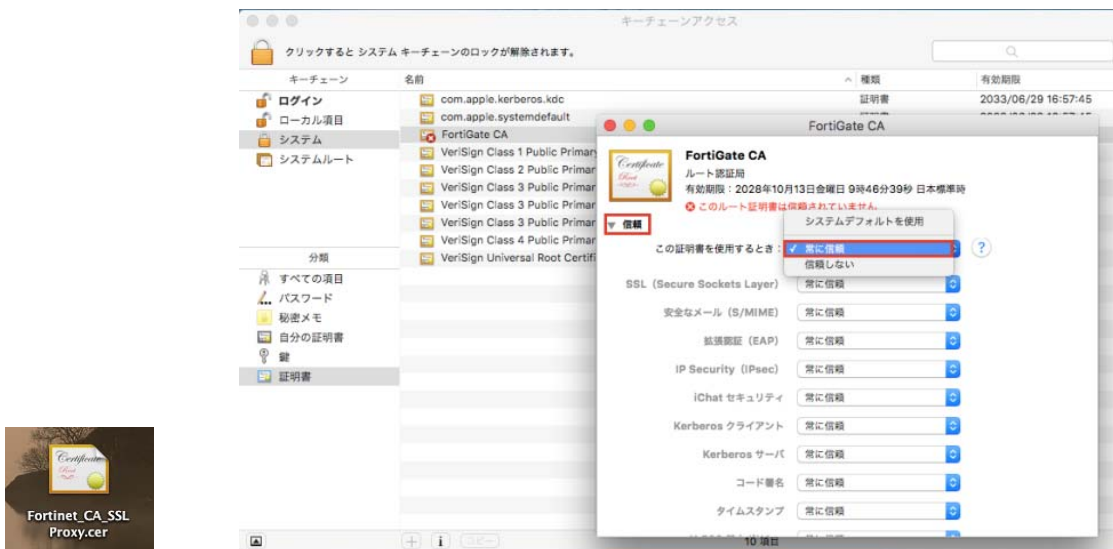 キーチェーンアクセス
クリックすると システム キーチェーンのロックが解除されます。
キーチェーン
ログイン
ローカル項目
システム
システムルート
分類
すべての項目
パスワード
秘密メモ
自分の証明書
鍵
証明書
名前 種類 有効期限
com.apple.kerberos.kdc 証明書 2033/06/29 16:57:45
com.apple.systemdefault
FortiGate CA
VeriSign Class 1 Public Primary
VeriSign Class 2 Public Primar
VeriSign Class 3 Public Primar
VeriSign Class 3 Public Primar
VeriSign Class 3 Public Primar
VeriSign Class 4 Public Primar
VeriSign Universal Root Certifi
FortiGate CA
Certificate
Root
FortiGate CA
ルート認証局
有効期限：2028年10月13日金曜日 9時46分39秒 日本標準時
このルート証明書は信頼されていません
信頼
システムデフォルトを使用
この証明書を使用するとき： ✓ 常に信頼
信頼しない
SSL (Secure Sockets Layer) 常に信頼
安全なメール (S/MIME) 常に信頼
拡張認証 (EAP) 常に信頼
IP Security (IPsec) 常に信頼
iChat セキュリティ 常に信頼
Kerberos クライアント 常に信頼
Kerberos サーバ 常に信頼
コード署名 常に信頼
タイムスタンプ 常に信頼
コピー
10 項目
Certificate
Root
Fortinet_CA_SSL
Proxy.cer